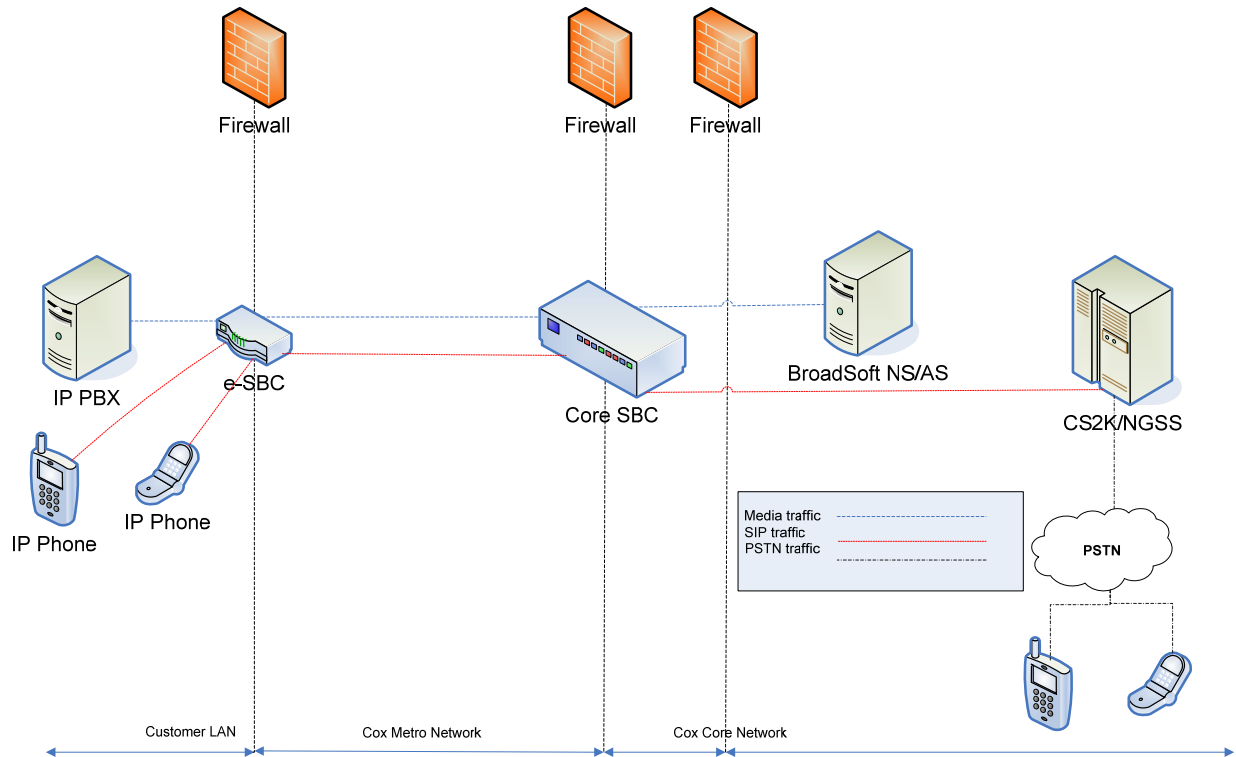 Firewall
Firewall
Firewall
IP PBX
e-SBC
Core SBC
BroadSoft NS/AS
CS2K/NGSS
IP Phone
IP Phone
Media traffic
SIP traffic
PSTN traffic
PSTN
Customer LAN
Cox Metro Network
Cox Core Network